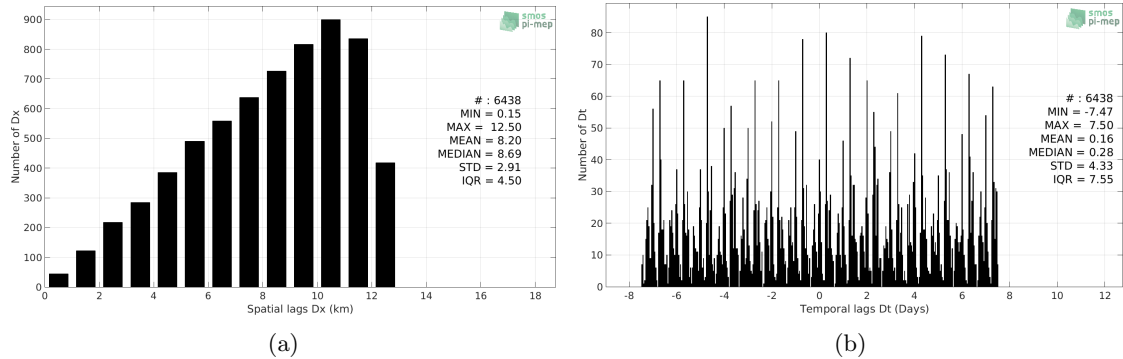 900
800
700
600
500
400
300
200
100
0
0 2 4 6 8 10 12 14 16 18
Number of Dx
Spatial lags Dx (km)
smos
pi-mep
# : 6438
MIN = 0.15
MAX = 12.50
MEAN = 8.20
MEDIAN = 8.69
STD = 2.91
IQR = 4.50
(a)
80
70
60
50
40
30
20
10
0
-8 -6 -4 -2 0 2 4 6 8 10 12
Number of Dt
Temporal lags Dt (Days)
smos
pi-mep
# : 6438
MIN = -7.47
MAX = 7.50
MEAN = 0.16
MEDIAN = 0.28
STD = 4.33
IQR = 7.55
(b)